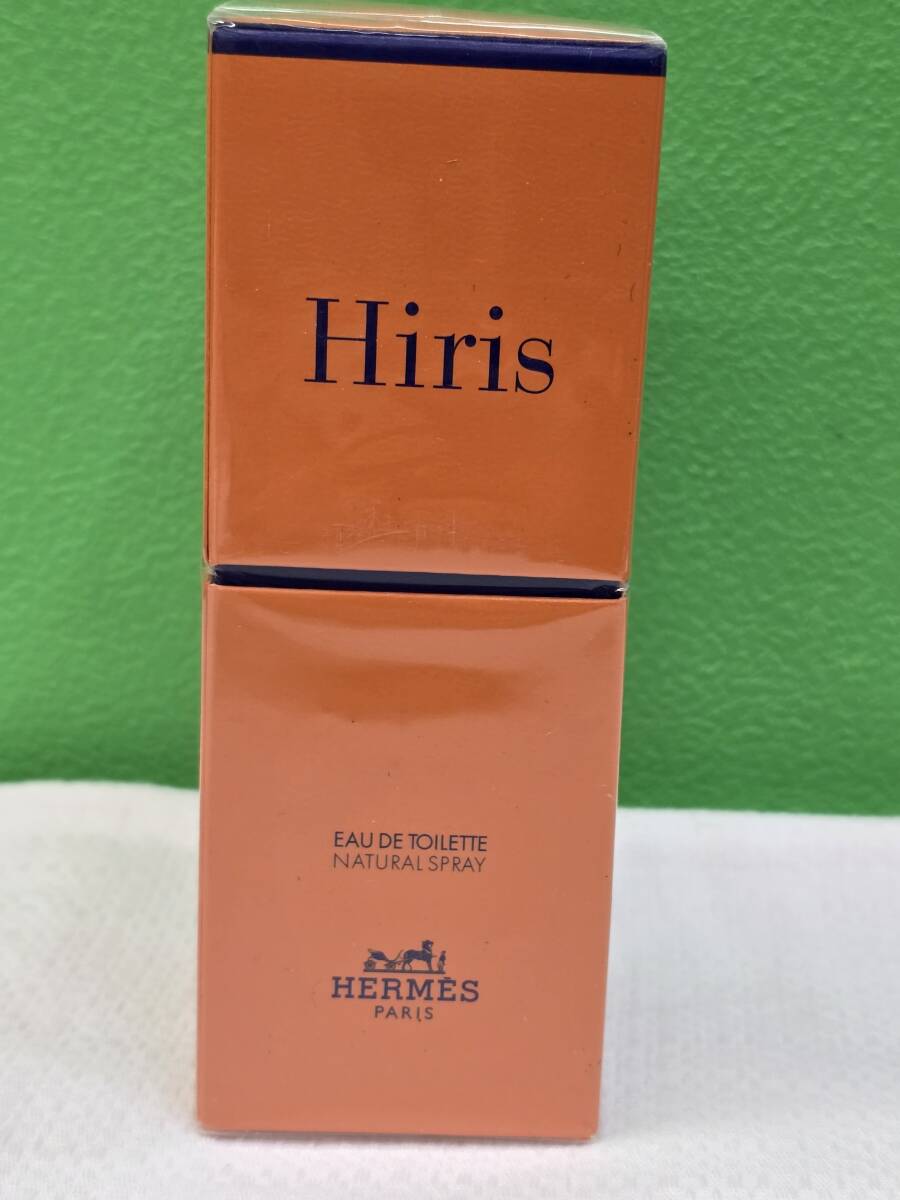 Hiris
EAU DE TOILETTE
NATURAL SPRAY
HERMÈS
PARIS